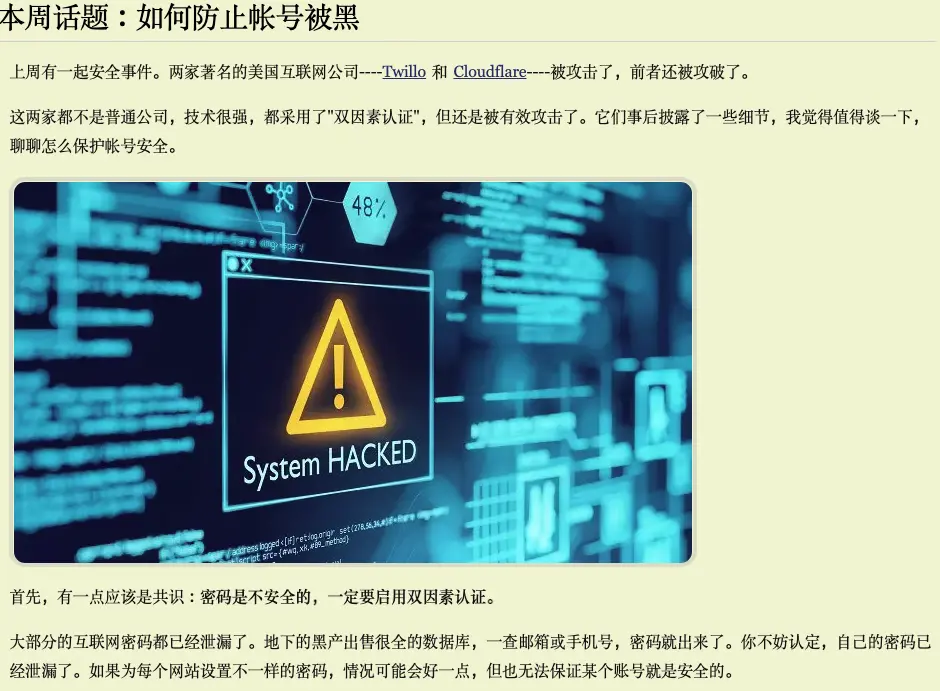 本周话题：如何防止帐号被黑
上周有一起安全事件。两家著名的美国互联网公司----Twillo 和 Cloudflare----被攻击了，前者还被攻破了。
这两家都不是普通公司，技术很强，都采用了"双因素认证"，但还是被有效攻击了。它们事后披露了一些细节，我觉得值得谈一下，
聊聊怎么保护帐号安全。
48%
X
System HACKED
首先，有一点应该是共识：密码是不安全的，一定要启用双因素认证。
大部分的互联网密码都已经泄漏了。地下的黑产出售很全的数据库，一查邮箱或手机号，密码就出来了。你不妨认定，自己的密码已
经泄漏了。如果为每个网站设置不一样的密码，情况可能会好一点，但也无法保证某个账号就是安全的。